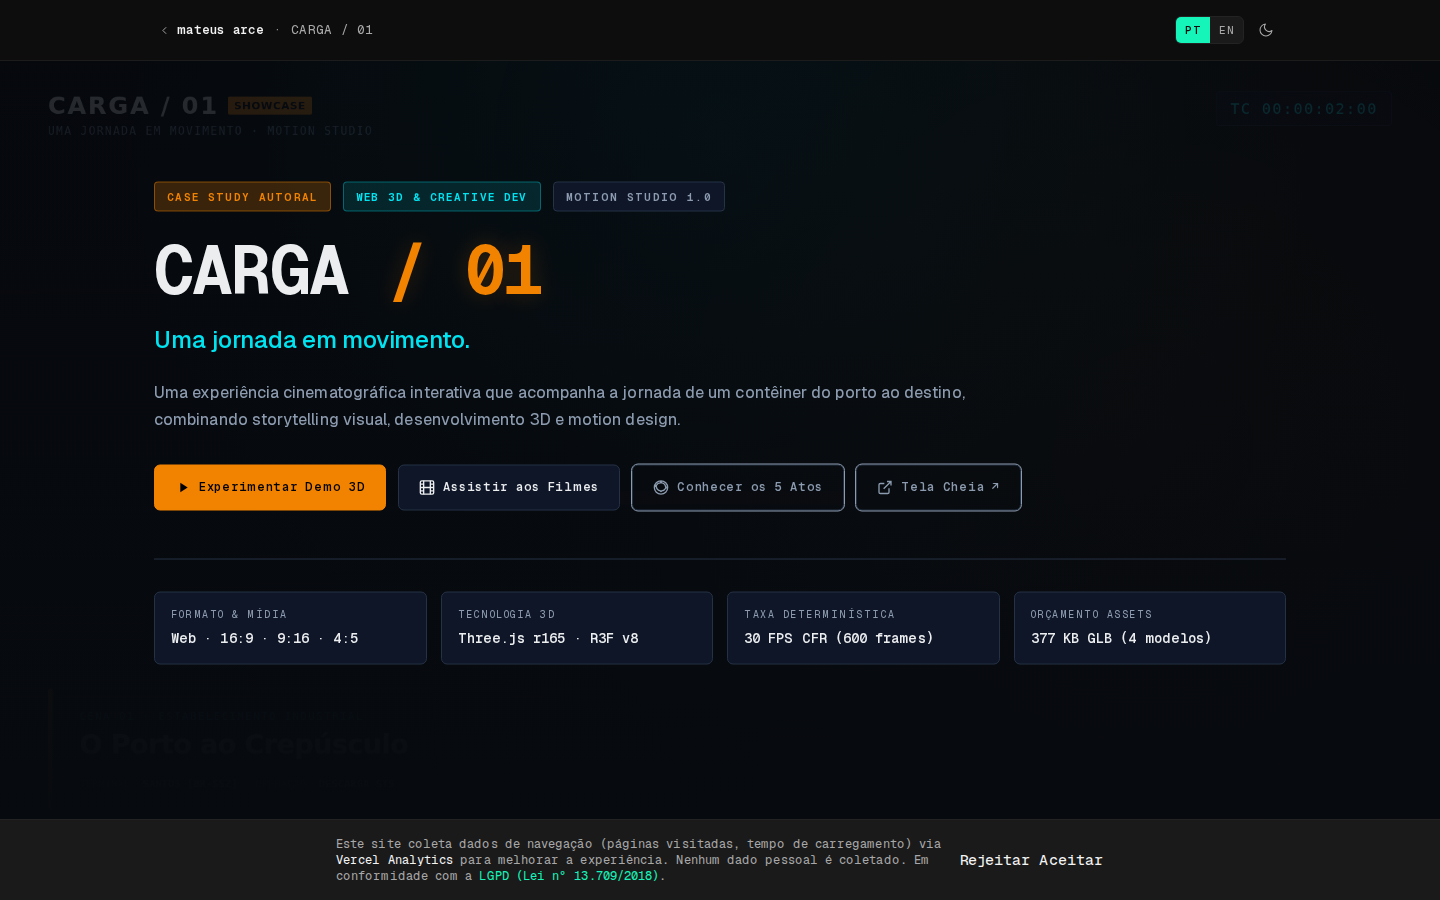 mateus arce · CARGA / 01
PT EN
CARGA / 01 SHOWCASE
UMA JORNADA EM MOVIMENTO · MOTION STUDIO
TC 00:00:02:00
CASE STUDY AUTORAL
WEB 3D & CREATIVE DEV
MOTION STUDIO 1.0
CARGA / 01
Uma jornada em movimento.
Uma experiência cinematográfica interativa que acompanha a jornada de um contêiner do porto ao destino,
combinando storytelling visual, desenvolvimento 3D e motion design.
Experimentar Demo 3D
Assistir aos Filmes
Conhecer os 5 Atos
Tela Cheia ↗
FORMATO & MÍDIA
Web · 16:9 · 9:16 · 4:5
TECNOLOGIA 3D
Three.js r165 · R3F v8
TAXA DETERMINÍSTICA
30 FPS CFR (600 frames)
ORÇAMENTO ASSETS
377 KB GLB (4 modelos)
O Porto ao Crepúsculo
Este site coleta dados de navegação (páginas visitadas, tempo de carregamento) via
Vercel Analytics para melhorar a experiência. Nenhum dado pessoal é coletado. Em
conformidade com a LGPD (Lei nº 13.709/2018).
Rejeitar Aceitar